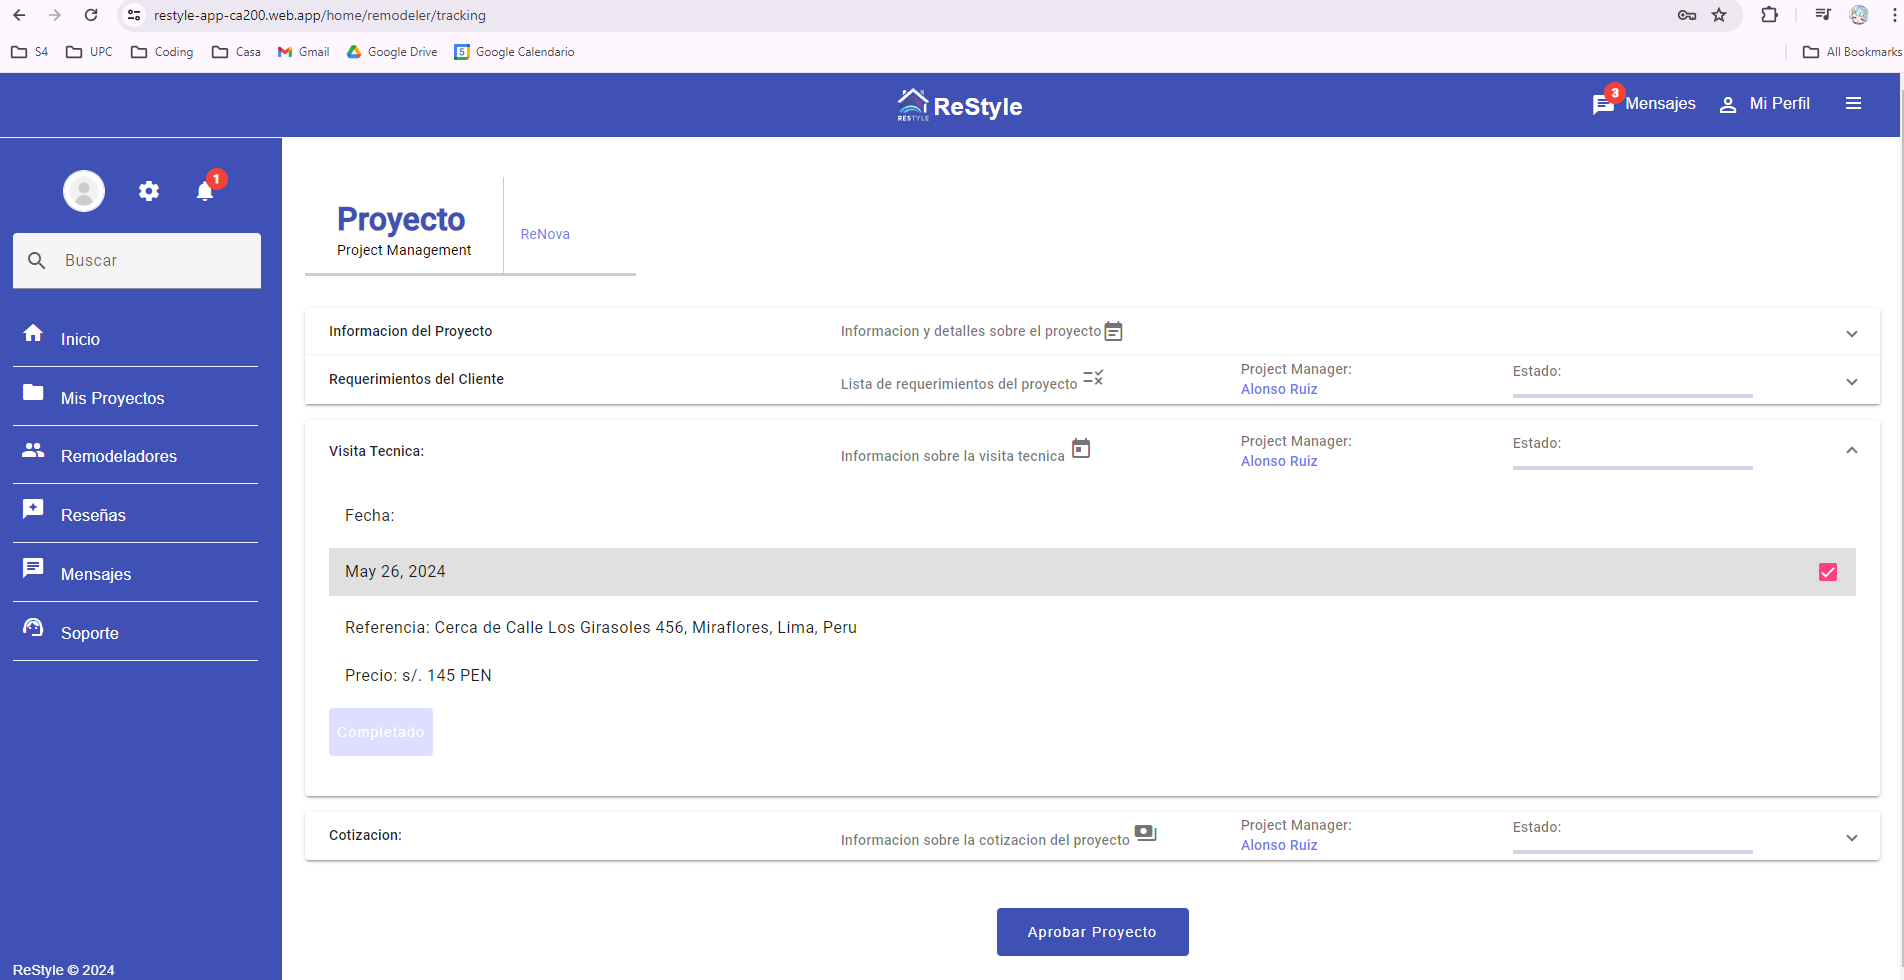 restyle-app-ca200.web.app/home/remodeler/tracking
S4 UPC Coding Casa Gmail Google Drive 5 Google Calendario All Bookmarks
RESTYLE ReStyle 3 Mensajes Mi Perfil
1
Buscar
Inicio
Mis Proyectos
Remodeladores
Reseñas
Mensajes
Soporte
ReStyle © 2024
Proyecto
Project Management
ReNova
Informacion del Proyecto Informacion y detalles sobre el proyecto
Requerimientos del Cliente Lista de requerimientos del proyecto Project Manager: Estado:
Alonso Ruiz
Visita Tecnica: Informacion sobre la visita tecnica Project Manager: Estado:
Alonso Ruiz
Fecha:
May 26, 2024
Referencia: Cerca de Calle Los Girasoles 456, Miraflores, Lima, Peru
Precio: s/. 145 PEN
Completado
Cotizacion: Informacion sobre la cotizacion del proyecto Project Manager: Estado:
Alonso Ruiz
Aprobar Proyecto